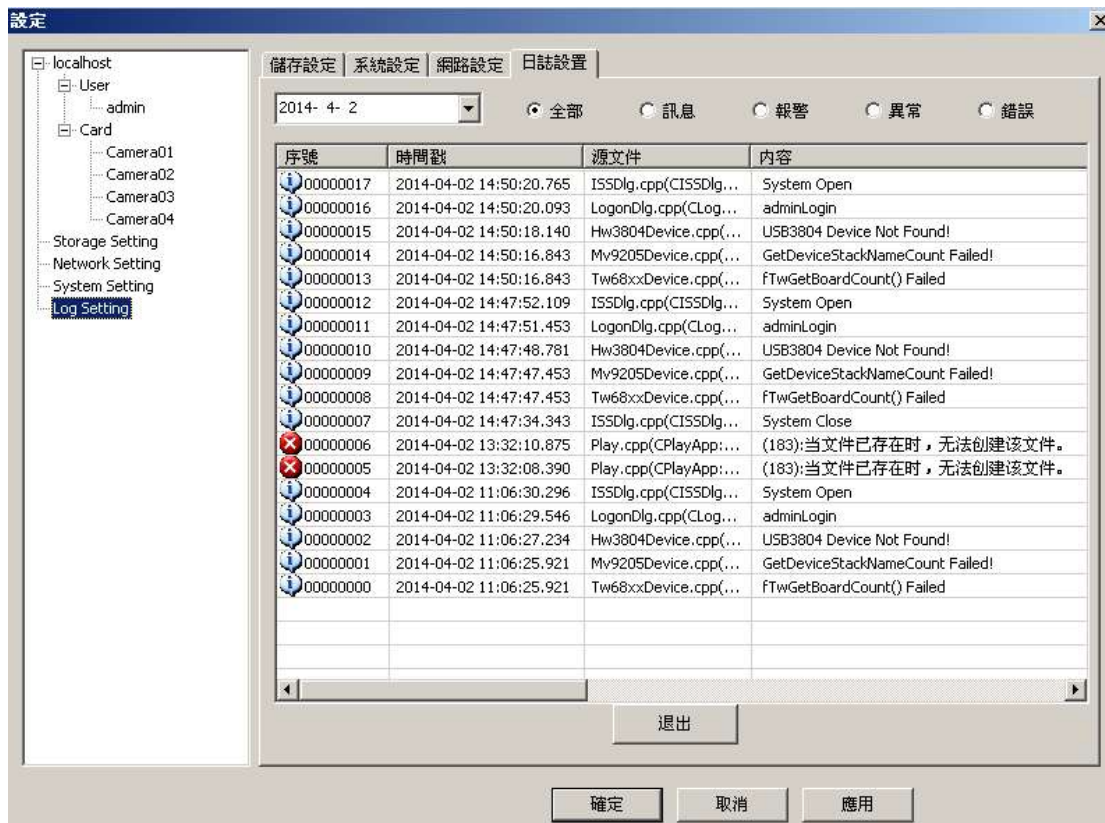 設定
localhost
User
admin
Card
Camera01
Camera02
Camera03
Camera04
Storage Setting
Network Setting
System Setting
Log Setting
儲存設定 系統設定 網路設定 日誌設置
2014- 4- 2 全部 訊息 報警 異常 錯誤
序號 時間戳 源文件 内容
00000017 2014-04-02 14:50:20.765 ISSDlg.cpp(CISSDlg... System Open
00000016 2014-04-02 14:50:20.093 LogonDlg.cpp(CLog... adminLogin
00000015 2014-04-02 14:50:18.140 Hw3804Device.cpp(... USB3804 Device Not Found!
00000014 2014-04-02 14:50:16.843 Mv9205Device.cpp(... GetDeviceStackNameCount Failed!
00000013 2014-04-02 14:50:16.843 Tw68xxDevice.cpp(... fTwGetBoardCount() Failed
00000012 2014-04-02 14:47:52.109 ISSDlg.cpp(CISSDlg... System Open
00000011 2014-04-02 14:47:51.453 LogonDlg.cpp(CLog... adminLogin
00000010 2014-04-02 14:47:48.781 Hw3804Device.cpp(... USB3804 Device Not Found!
00000009 2014-04-02 14:47:47.453 Mv9205Device.cpp(... GetDeviceStackNameCount Failed!
00000008 2014-04-02 14:47:47.453 Tw68xxDevice.cpp(... fTwGetBoardCount() Failed
00000007 2014-04-02 14:47:34.343 ISSDlg.cpp(CISSDlg... System Close
00000006 2014-04-02 13:32:10.875 Play.cpp(CPlayApp:... (183):当文件已存在时，无法创建该文件。
00000005 2014-04-02 13:32:08.390 Play.cpp(CPlayApp:... (183):当文件已存在时，无法创建该文件。
00000004 2014-04-02 11:06:30.296 ISSDlg.cpp(CISSDlg... System Open
00000003 2014-04-02 11:06:29.546 LogonDlg.cpp(CLog... adminLogin
00000002 2014-04-02 11:06:27.234 Hw3804Device.cpp(... USB3804 Device Not Found!
00000001 2014-04-02 11:06:25.921 Mv9205Device.cpp(... GetDeviceStackNameCount Failed!
00000000 2014-04-02 11:06:25.921 Tw68xxDevice.cpp(... fTwGetBoardCount() Failed
退出
確定 取消 應用